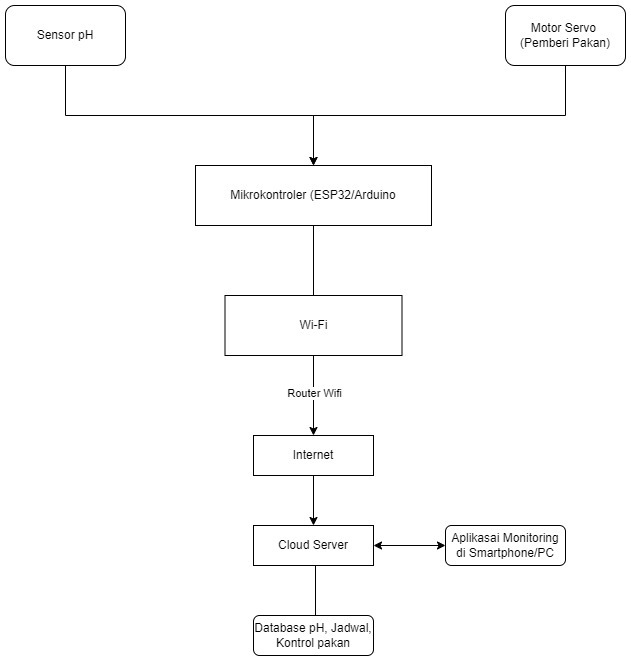 Sensor pH
Motor Servo
(Pemberi Pakan)
Mikrokontroler (ESP32/Arduino
Wi-Fi
Router Wifi
Internet
Cloud Server
Aplikasai Monitoring
di Smartphone/PC
Database pH, Jadwal,
Kontrol pakan